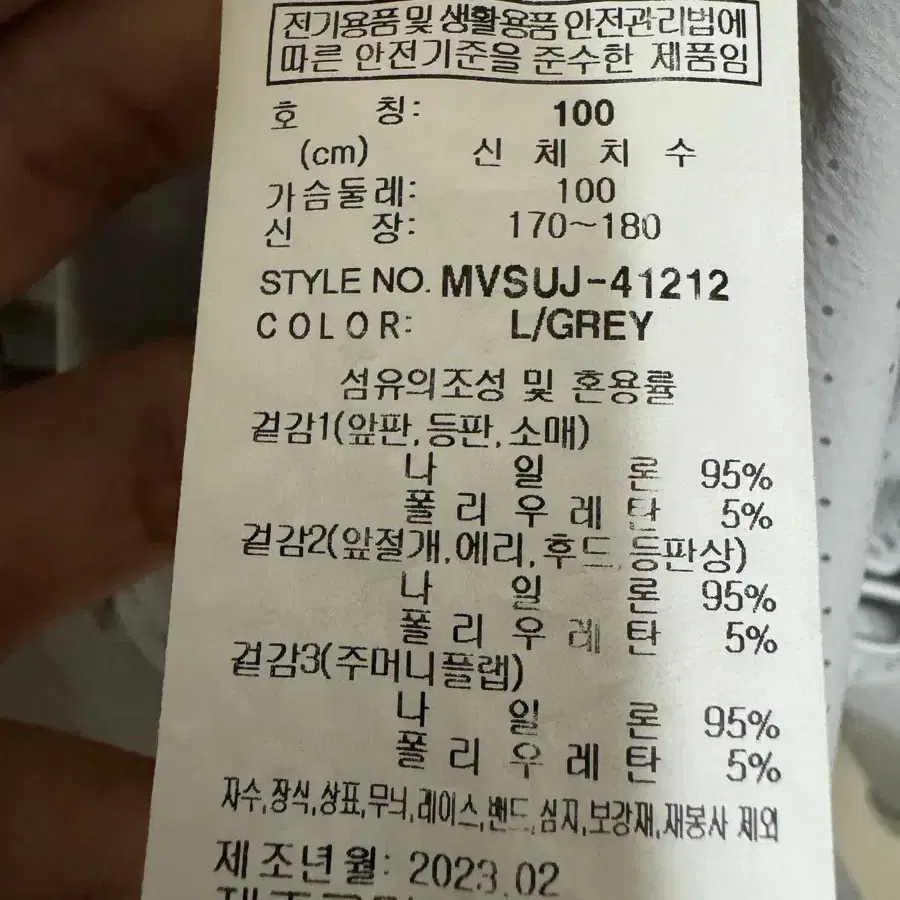 전기용품 및 생활용품 안전관리법에
따른 안전기준을 준수한 제품임
호 칭: 100
(cm) 신 체 치 수
가슴둘레: 100
신 장: 170~180
STYLE NO. MVSUJ-41212
COLOR: L/GREY
섬유의조성 및 혼용률
겉감1(앞판,등판,소매)
나 일 론 95%
폴 리 우 레 탄 5%
겉감2(앞절개,에리,후드,등판상)
나 일 론 95%
폴 리 우 레 탄 5%
겉감3(주머니플랩)
나 일 론 95%
폴 리 우 레 탄 5%
자수,장식,상표,무늬,레이스,밴드,심지,보강재,재봉사 제외
제조년월: 2023.02